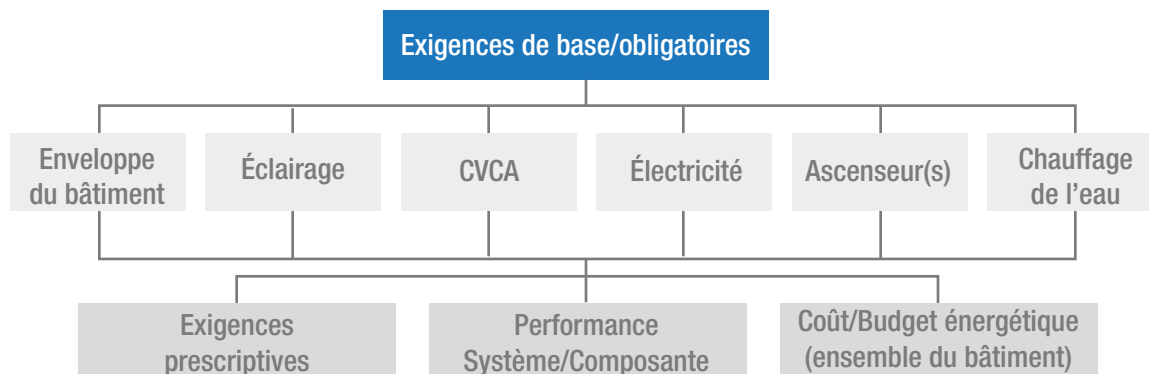 Exigences de base/obligatoires
Enveloppe
du bâtiment
Éclairage
CVCA
Électricité
Ascenseur(s)
Chauffage
de l’eau
Exigences
prescriptives
Performance
Système/Composante
Coût/Budget énergétique
(ensemble du bâtiment)